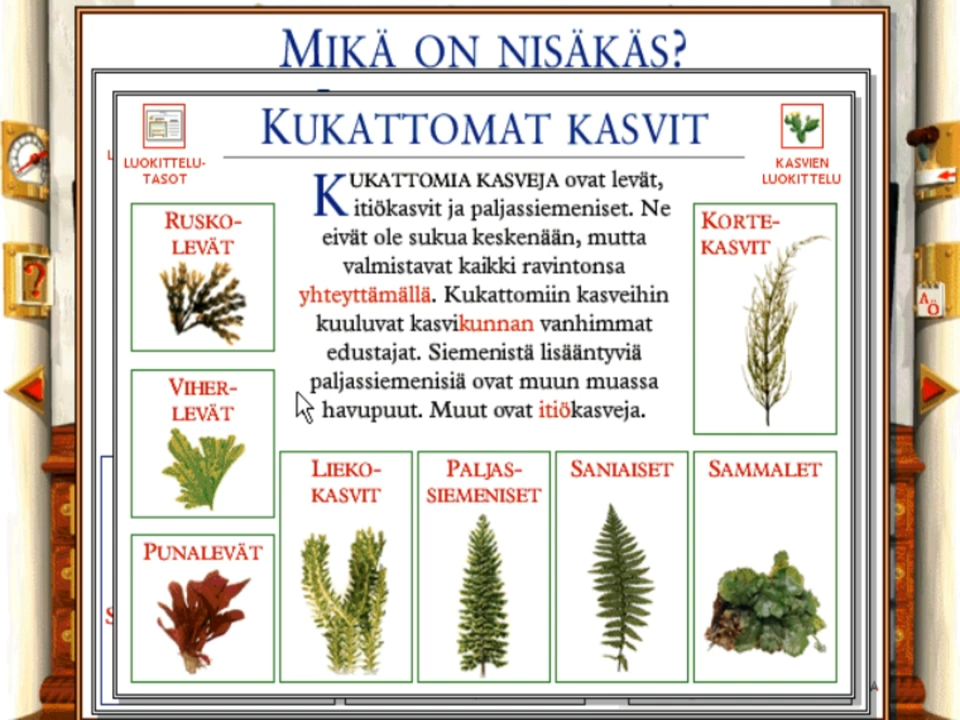 MIKÄ ON NISÄKÄS?
KUKATTOMAT KASVIT
LUOKITTELU-
TASOT
KASVIEN
LUOKITTELU
KUKATTOMIA KASVEJA ovat levät,
itiökasvit ja paljassiemeniset. Ne
eivät ole sukua keskenään, mutta
valmistavat kaikki ravintonsa
yhteyttämällä. Kukattomiin kasveihin
kuuluvat kasvikunnan vanhimmat
edustajat. Siemenistä lisääntyviä
paljassiemenisiä ovat muun muassa
havupuut. Muut ovat itiökasveja.
RUSKO-
LEVÄT
VIHER-
LEVÄT
PUNALEVÄT
LIEKO-
KASVIT
PALJAS-
SIEMENISET
SANIAISET
SAMMALET
KORTE-
KASVIT
?
A Ö